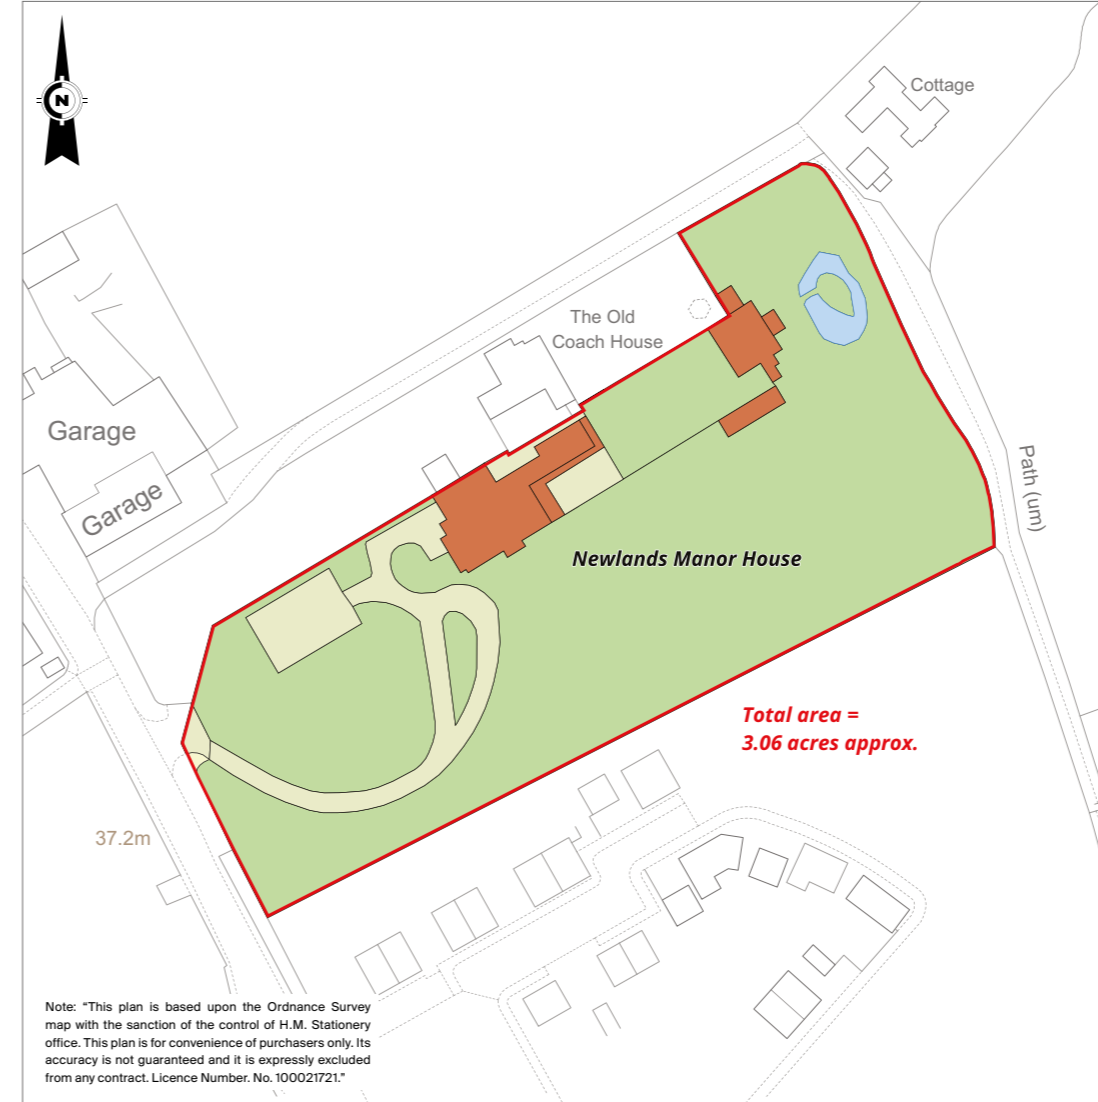 N
Cottage
The Old
Coach House
Garage
Garage
Path (um)
Newlands Manor House
Total area =
3.06 acres approx.
37.2m
Note: “This plan is based upon the Ordnance Survey
map with the sanction of the control of H.M. Stationery
office. This plan is for convenience of purchasers only. Its
accuracy is not guaranteed and it is expressly excluded
from any contract. Licence Number. No. 100021721.”